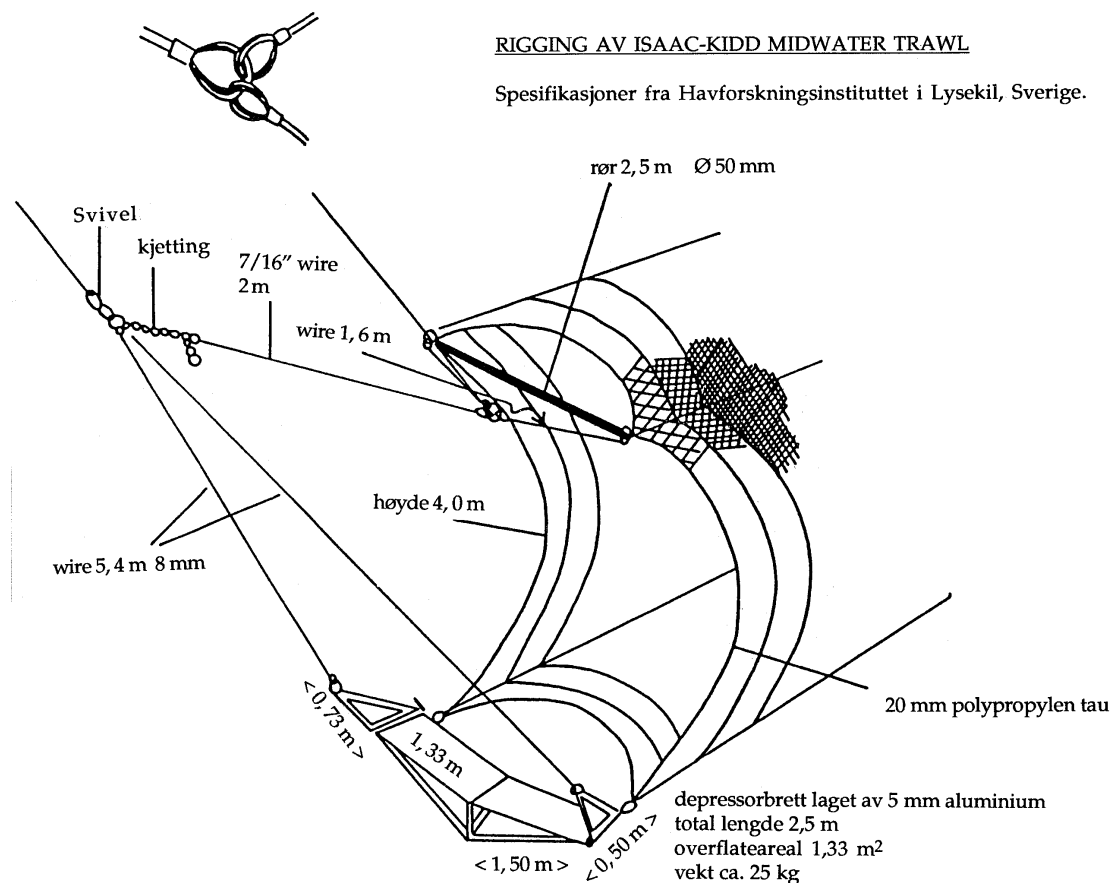 RIGGING AV ISAAC-KIDD MIDWATER TRAWL
Spesifikasjoner fra Havforskningsinstituttet i Lysekil, Sverige.
rør 2,5 m Ø 50 mm
Svivel
kjetting
7/16" wire
2 m
wire 1,6 m
høyde 4,0 m
wire 5,4 m 8 mm
20 mm polypropylen tau
< 0,73 m >
1,33 m
< 1,50 m >
< 0,50 m >
depressorbrett laget av 5 mm aluminium
total lengde 2,5 m
overflateareal 1,33 m²
vekt ca. 25 kg